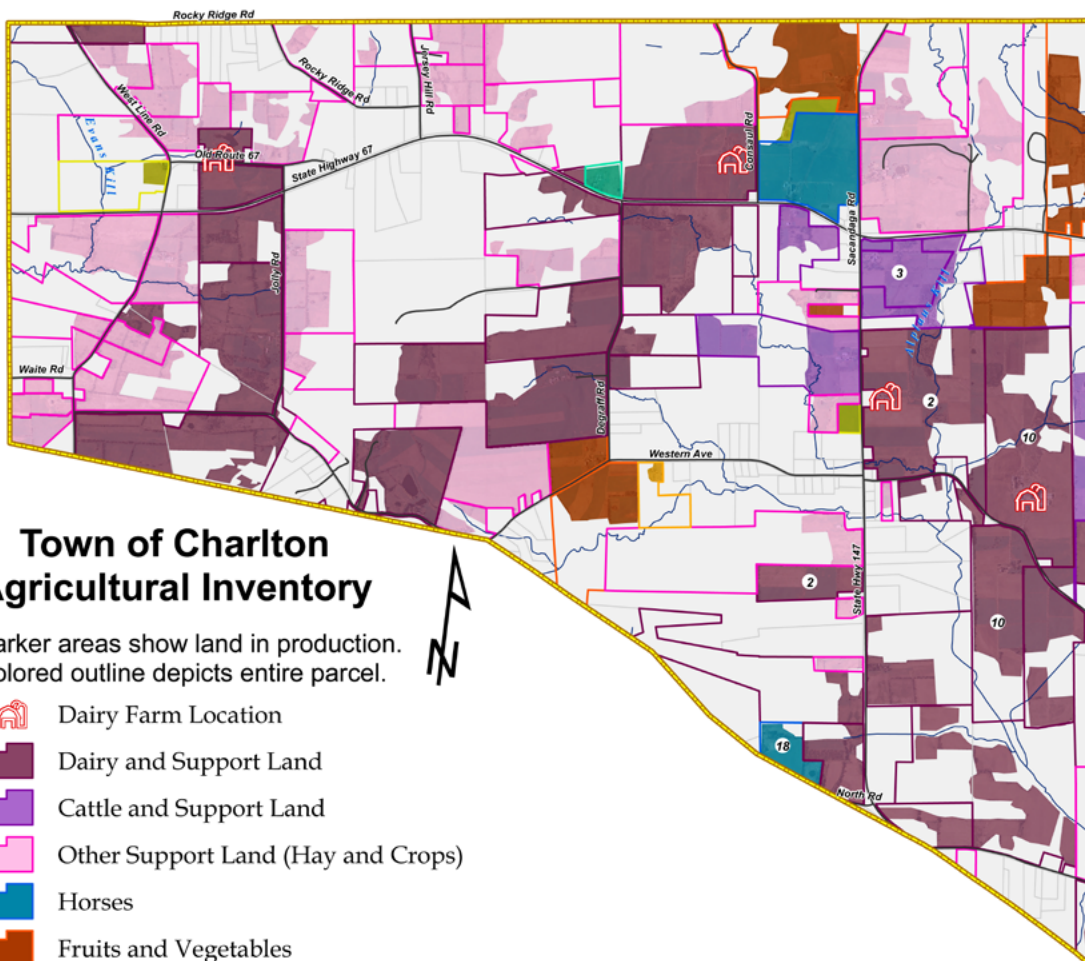 Rocky Ridge Rd
Jersey Hill Rd
Rocky Ridge Rd
West Line Rd
Evans Kill
Old Route 67
State Highway 67
Consaul Rd
Sacandaga Rd
3
Jolly Rd
Alplaus Kill
Waite Rd
Degraff Rd
2
10
Western Ave
Town of Charlton
Agricultural Inventory
arker areas show land in production.
olored outline depicts entire parcel.
N
State Hwy 147
2
10
Dairy Farm Location
Dairy and Support Land
18
North Rd
Cattle and Support Land
Other Support Land (Hay and Crops)
Horses
Fruits and Vegetables